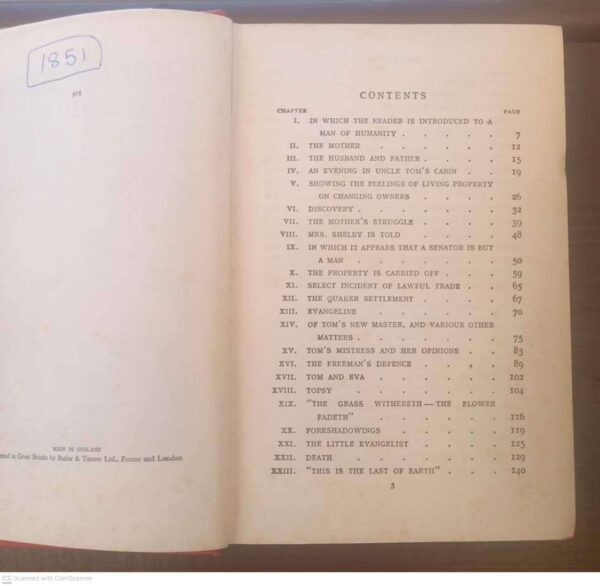 1851
515
MADE IN ENGLAND
in Great Britain by Butler & Tanner Ltd., Frome and London
CONTENTS
CHAPTER PAGE
I. IN WHICH THE READER IS INTRODUCED TO A
MAN OF HUMANITY . . . . . 7
II. THE MOTHER . . . . . . 12
III. THE HUSBAND AND FATHER . . . . 15
IV. AN EVENING IN UNCLE TOM'S CABIN . . 19
V. SHOWING THE FEELINGS OF LIVING PROPERTY
ON CHANGING OWNERS . . . . 26
VI. DISCOVERY . . . . . . . 32
VII. THE MOTHER'S STRUGGLE . . . . 39
VIII. MRS. SHELBY IS TOLD . . . . . 48
IX. IN WHICH IT APPEARS THAT A SENATOR IS BUT
A MAN . . . . . . . 50
X. THE PROPERTY IS CARRIED OFF . . . 59
XI. SELECT INCIDENT OF LAWFUL TRADE . . 65
XII. THE QUAKER SETTLEMENT . . . . 67
XIII. EVANGELINE . . . . . . 70
XIV. OF TOM'S NEW MASTER, AND VARIOUS OTHER
MATTERS . . . . . . . 75
XV. TOM'S MISTRESS AND HER OPINIONS . . 83
XVI. THE FREEMAN'S DEFENCE . . . . 89
XVII. TOM AND EVA . . . . . . 102
XVIII. TOPSY . . . . . . . 104
XIX. "THE GRASS WITHERETH—THE FLOWER
FADETH" . . . . . . 116
XX. FORESHADOWINGS . . . . . 119
XXI. THE LITTLE EVANGELIST . . . . 125
XXII. DEATH . . . . . . . 129
XXIII. "THIS IS THE LAST OF EARTH" . . . 140
5
CS Scanned with CamScanner